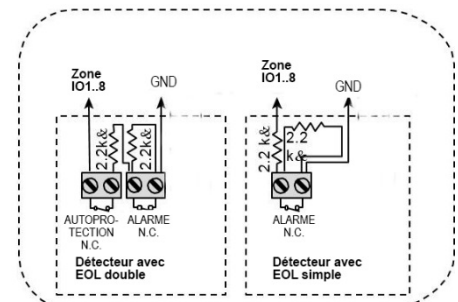 Zone
IO1..8
GND
2.2k&
2.2k&
AUTOPRO-
TECTION
N.C.
ALARME
N.C.
Détecteur avec
EOL double
Zone
IO1..8
GND
2.2 k&
2.2
k&
ALARME
N.C.
Détecteur avec
EOL simple